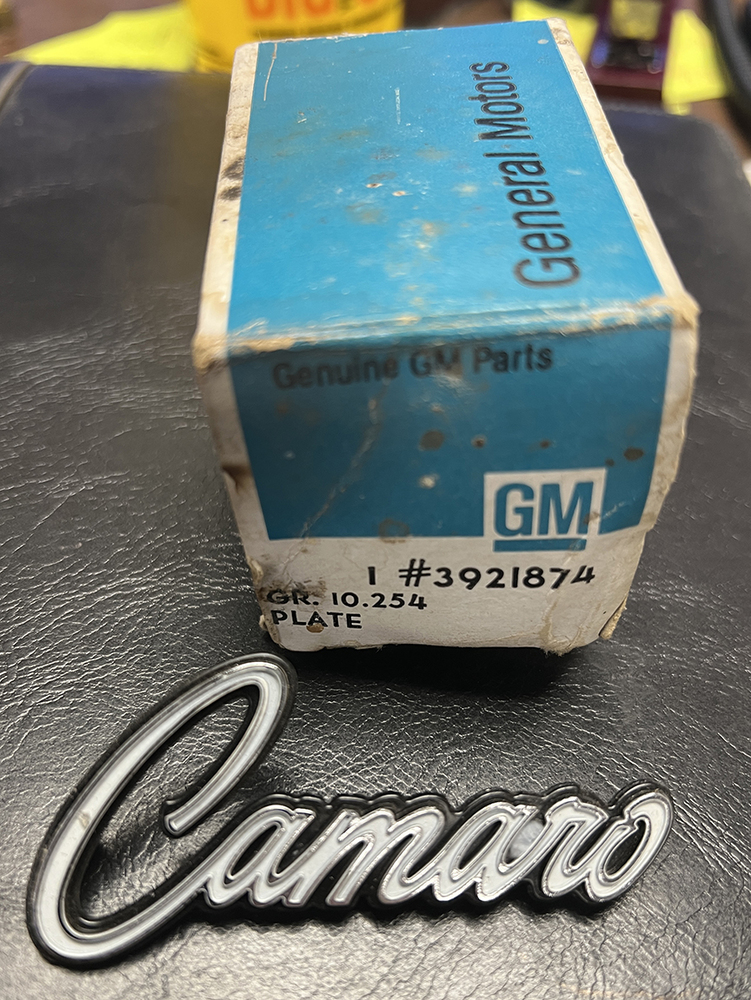 General Motors
Genuine GM Parts
GM
1 #3921874
GR. 10.254
PLATE
Camaro